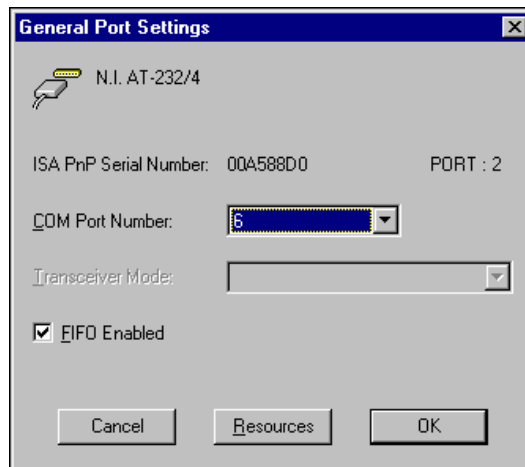 General Port Settings
N.I. AT-232/4
ISA PnP Serial Number: 00A588D0 PORT : 2
COM Port Number: 6
Transceiver Mode:
FIFO Enabled
Cancel Resources OK